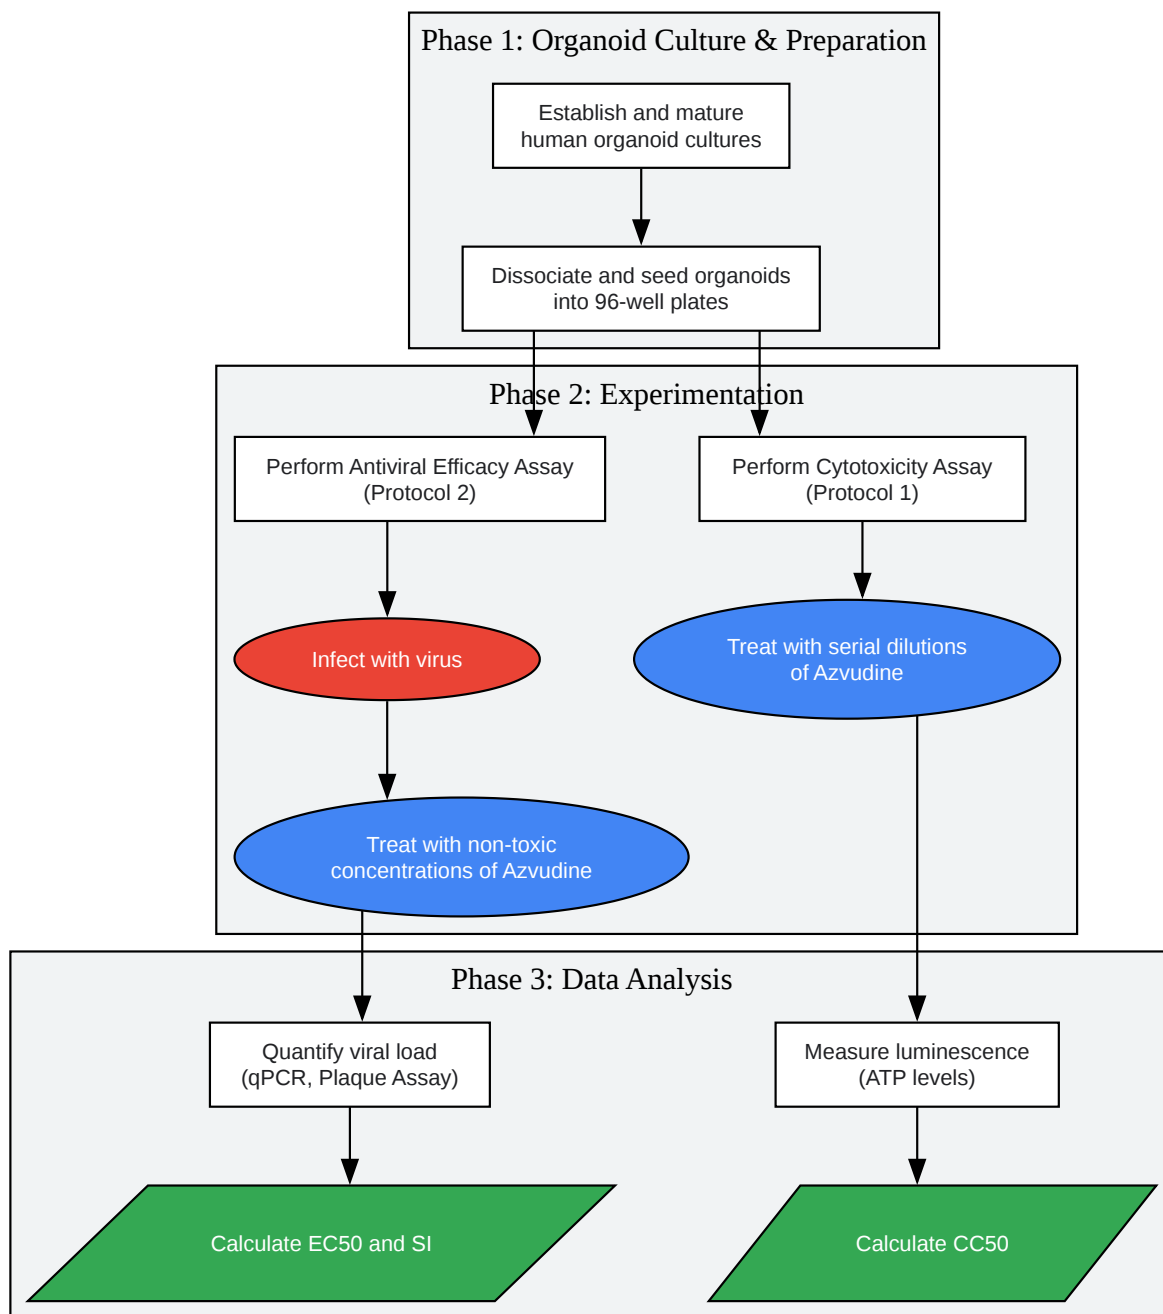 Phase 1: Organoid Culture & Preparation
Establish and mature
human organoid cultures
Dissociate and seed organoids
into 96-well plates
Phase 2: Experimentation
Perform Antiviral Efficacy Assay
(Protocol 2)
Perform Cytotoxicity Assay
(Protocol 1)
Infect with virus
Treat with serial dilutions
of Azvudine
Treat with non-toxic
concentrations of Azvudine
Phase 3: Data Analysis
Quantify viral load
(qPCR, Plaque Assay)
Measure luminescence
(ATP levels)
Calculate EC50 and SI
Calculate CC50